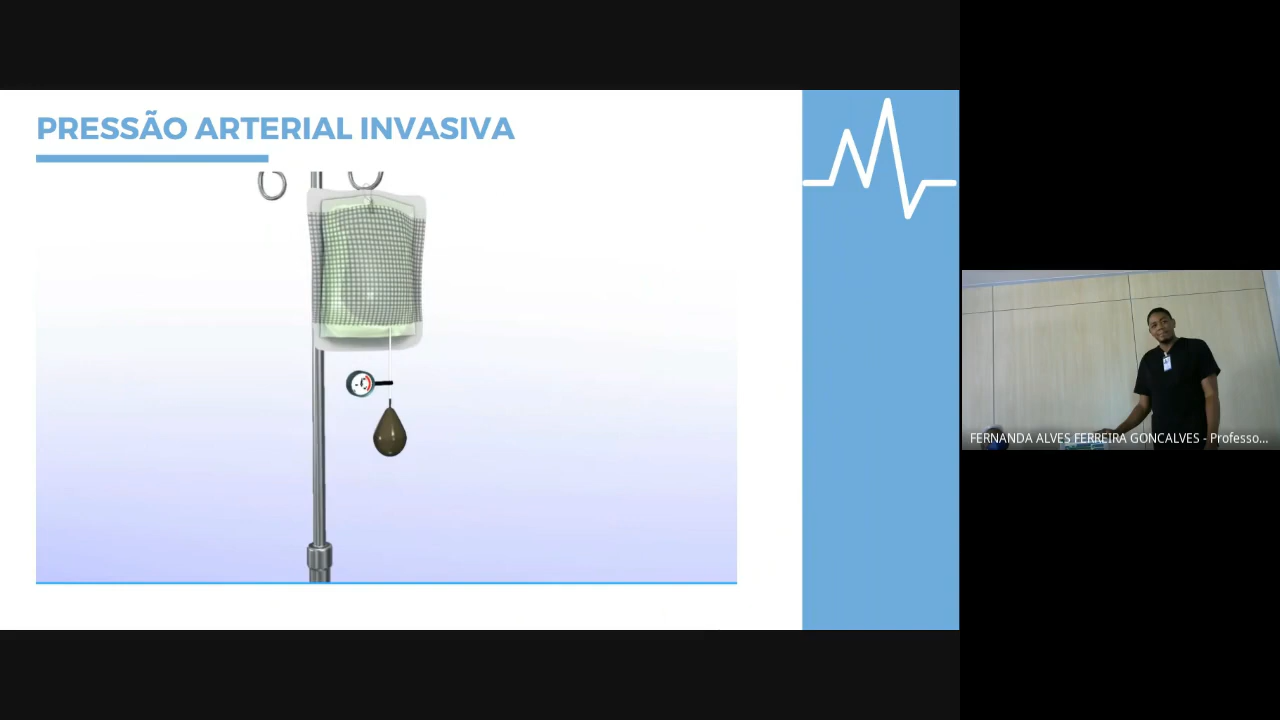 PRESSÃO ARTERIAL INVASIVA
FERNANDA ALVES FERREIRA GONCALVES - Professo...